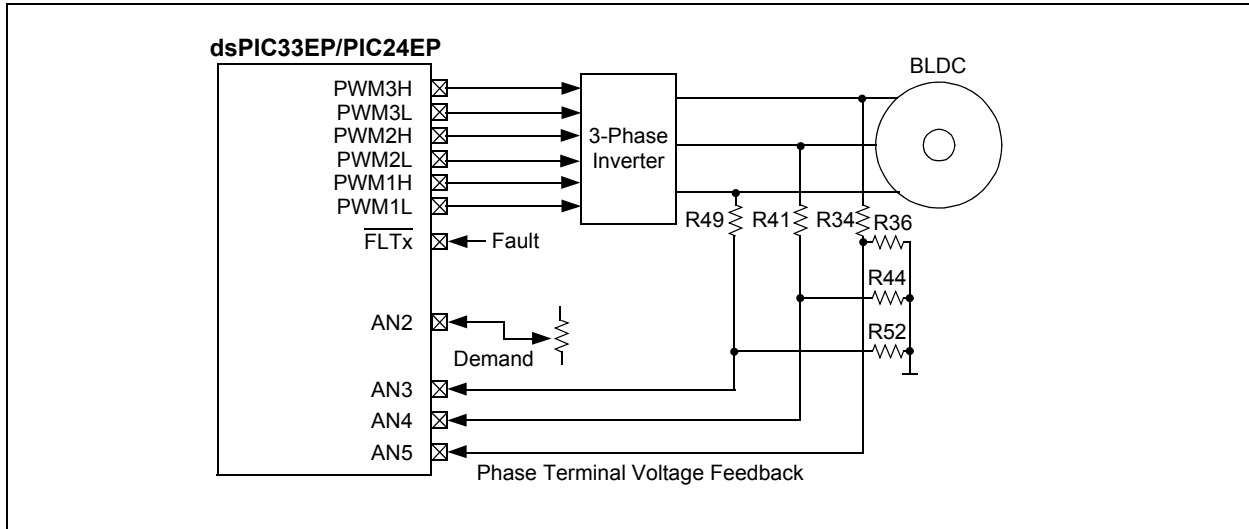 dsPIC33EP/PIC24EP
BLDC
PWM3H
PWM3L
PWM2H
PWM2L
PWM1H
PWM1L
3-Phase
Inverter
R49
R41
R34
R36
FLTx
Fault
R44
AN2
R52
Demand
AN3
AN4
AN5
Phase Terminal Voltage Feedback